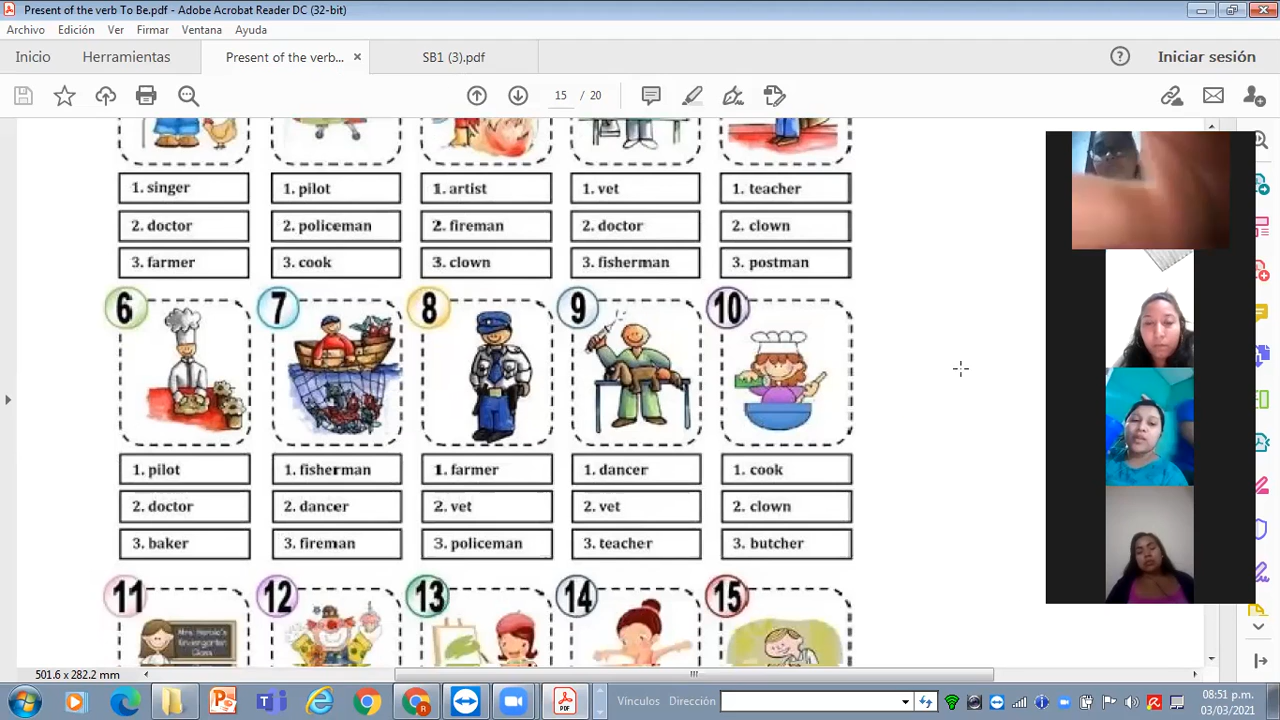 Present of the verb To Be.pdf - Adobe Acrobat Reader DC (32-bit)
Archivo Edición Ver Firmar Ventana Ayuda
Inicio Herramientas Present of the verb... × SB1 (3).pdf Iniciar sesión
15 / 20
1. singer 1. pilot 1. artist 1. vet 1. teacher
2. doctor 2. policeman 2. fireman 2. doctor 2. clown
3. farmer 3. cook 3. clown 3. fisherman 3. postman
6 7 8 9 10
1. pilot 1. fisherman 1. farmer 1. dancer 1. cook
2. doctor 2. dancer 2. vet 2. vet 2. clown
3. baker 3. fireman 3. policeman 3. teacher 3. butcher
11 12 13 14 15
Kindergarten
Class
501.6 x 282.2 mm
Vínculos Dirección 08:51 p.m.
03/03/2021